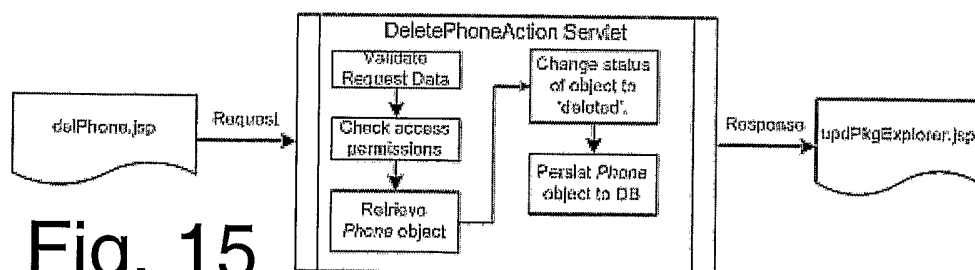 DeletePhoneAction Servlet
Validate
Request Data
Check access
permissions
Retrieve
Phone object
Change status
of object to
'deleted'.
Persist Phone
object to DB
delPhone.jsp
Request
Response
updPkgExplorer.jsp
Fig. 15